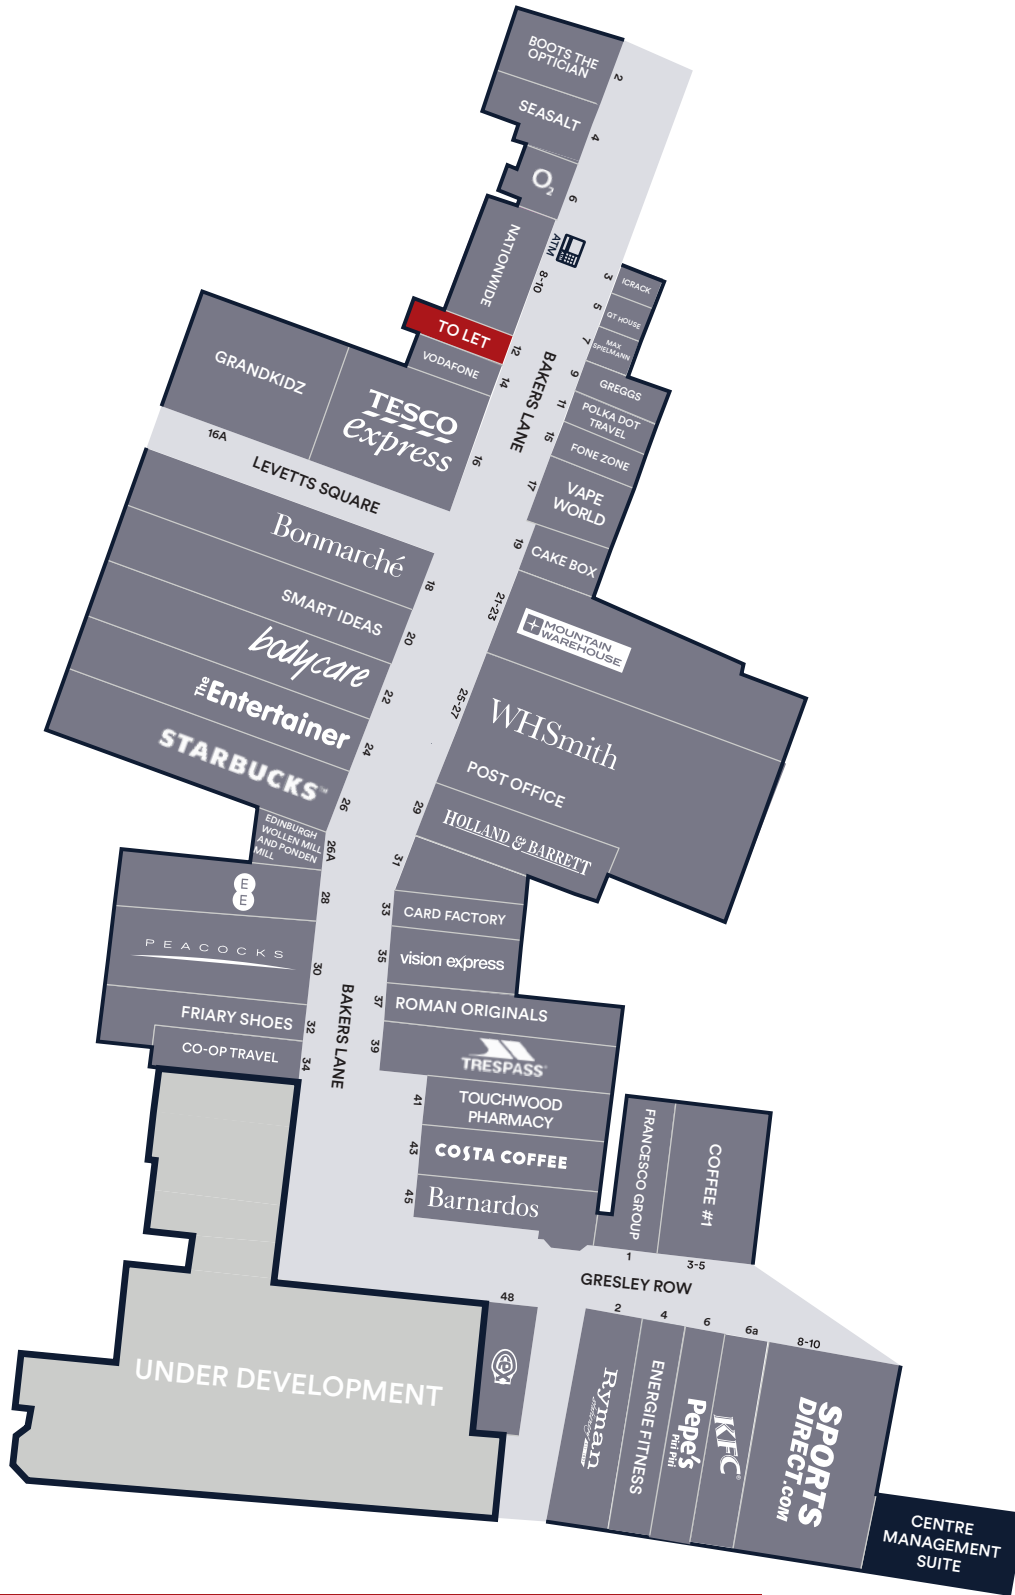 BOOTS THE
OPTICIAN
2
SEASALT
4
O2
6
ATM
NATIONWIDE
8-10
TO LET
12
VODAFONE
14
3
ICRACK
5
QT HOUSE
7
MAX
SPIELMANN
9
GREGGS
11
POLKA DOT
TRAVEL
15
FONE ZONE
17
VAPE
WORLD
19
CAKE BOX
BAKERS LANE
GRANDKIDZ
16A
TESCO
express
16
LEVETTS SQUARE
Bonmarché
18
SMART IDEAS
20
bodycare
22
The
Entertainer
24
STARBUCKS™
26
21-23
MOUNTAIN
WAREHOUSE
25-27
WHSmith
POST OFFICE
29
HOLLAND & BARRETT
31
EDINBURGH
WOLLEN MILL
AND PONDEN
MILL
26A
EE
28
PEACOCKS
30
FRIARY SHOES
32
CO-OP TRAVEL
34
33
CARD FACTORY
35
vision express
37
ROMAN ORIGINALS
39
TRESPASS
BAKERS LANE
41
TOUCHWOOD
PHARMACY
43
COSTA COFFEE
45
Barnardos
FRANCESCO GROUP
1
COFFEE #1
3-5
GRESLEY ROW
48
2
4
6
6a
8-10
Ryman
ENERGIE FITNESS
Pepe's
Piri Piri
KFC
SPORTS
DIRECT.COM
UNDER DEVELOPMENT
CENTRE
MANAGEMENT
SUITE